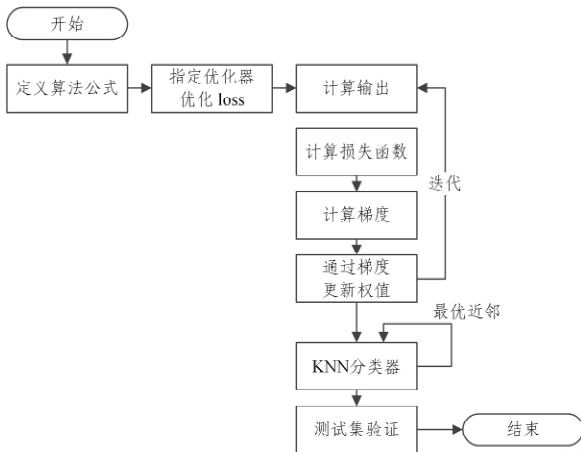 开始
定义算法公式
指定优化器
优化 loss
计算输出
计算损失函数
迭代
计算梯度
通过梯度
更新权值
最优近邻
KNN分类器
测试集验证
结束